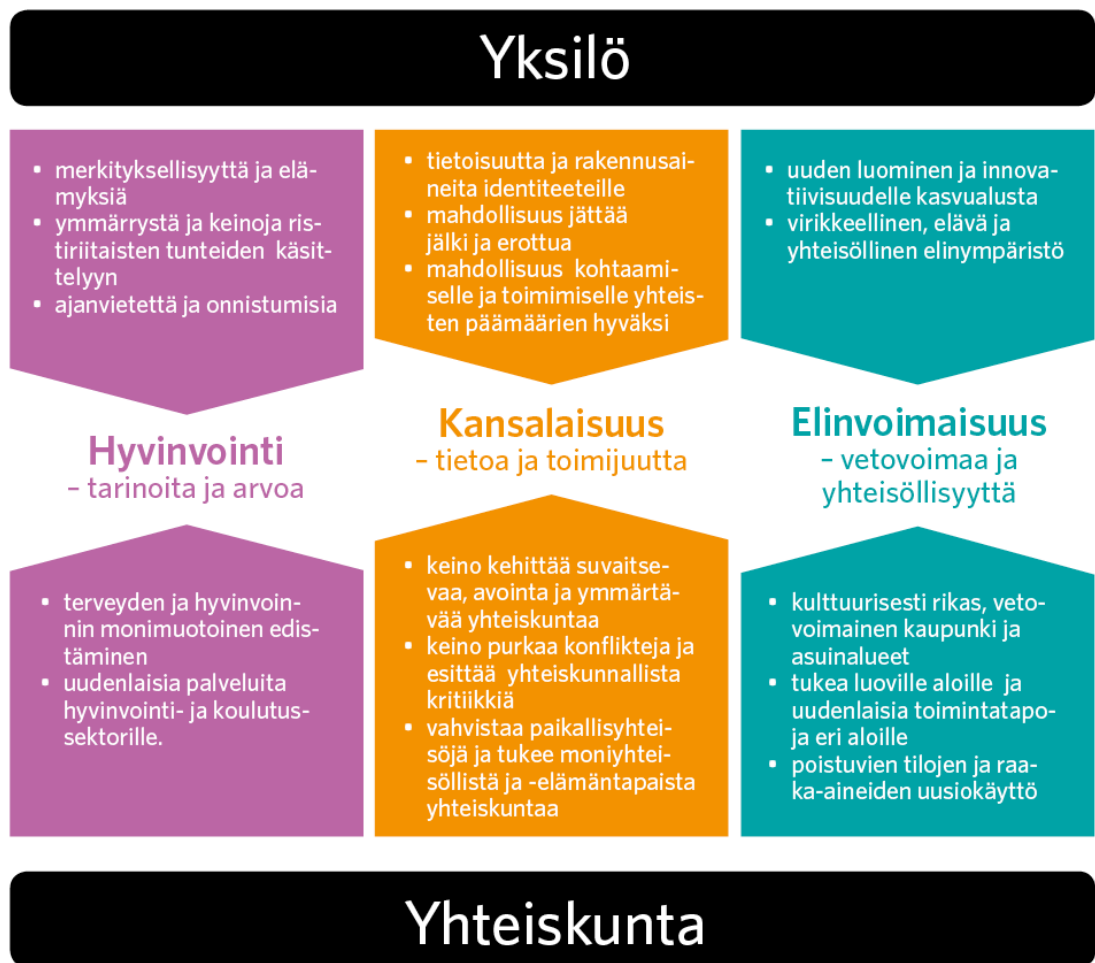 Yksilö
• merkityksellisyyttä ja elä-
myksiä
• ymmärrystä ja keinoja ris-
tiriitaisten tunteiden käsit-
telyyn
• ajanvietettä ja onnistumisia
• tietoisuutta ja rakennusai-
neita identiteeteille
• mahdollisuus jättää
jälki ja erottua
• mahdollisuus kohtaami-
selle ja toimimiselle yhteis-
ten päämäärien hyväksi
• uuden luominen ja innova-
tiivisuudelle kasvualusta
• virikkeellinen, elävä ja
yhteisöllinen elinympäristö
Hyvinvointi
– tarinoita ja arvoa
Kansalaisuus
– tietoa ja toimijuutta
Elinvoimaisuus
– vetovoimaa ja
yhteisöllisyyttä
• terveyden ja hyvinvoin-
nin monimuotoinen edis-
täminen
• uudenlaisia palveluita
hyvinvointi- ja koulutus-
sektorille.
• keino kehittää suvaitse-
vaa, avointa ja ymmärtä-
vää yhteiskuntaa
• keino purkaa konflikteja ja
esittää yhteiskunnallista
kritiikkiä
• vahvistaa paikallisyhtei-
söjä ja tukee moniyhtei-
söllistä ja -elämäntapaista
yhteiskuntaa
• kulttuurisesti rikas, veto-
voimainen kaupunki ja
asuinalueet
• tukea luoville aloille ja
uudenlaisia toimintatapo-
ja eri aloille
• poistuvien tilojen ja raa-
ka-aineiden uusiokäyttö
Yhteiskunta